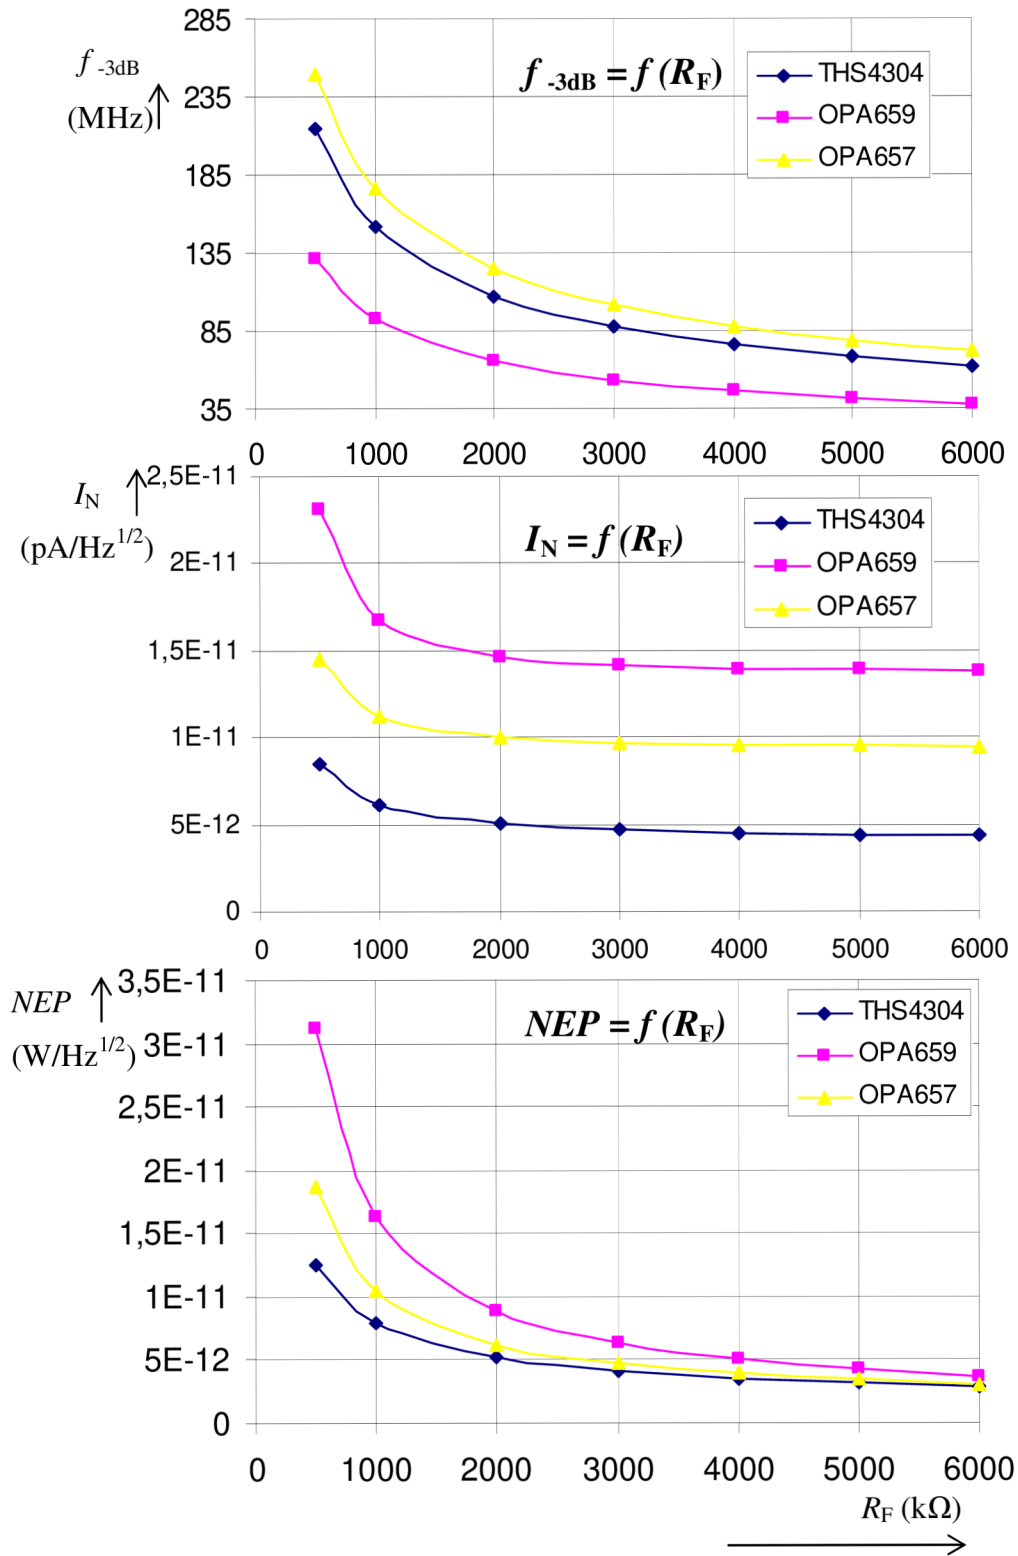 285
f -3dB
(MHz)
f -3dB = f (RF)
THS4304
OPA659
OPA657
235
185
135
85
35
0 1000 2000 3000 4000 5000 6000
IN
(pA/Hz1/2)
2,5E-11
IN = f (RF)
THS4304
OPA659
OPA657
2E-11
1,5E-11
1E-11
5E-12
0
0 1000 2000 3000 4000 5000 6000
NEP
(W/Hz1/2)
3,5E-11
NEP = f (RF)
THS4304
OPA659
OPA657
3E-11
2,5E-11
2E-11
1,5E-11
1E-11
5E-12
0
0 1000 2000 3000 4000 5000 6000
RF (kΩ)